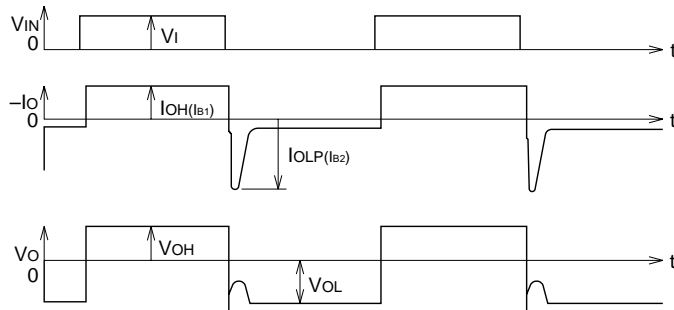 VIN
0
VI
t
–IO
0
IOH(IB1)
t
IOLP(IB2)
VO
0
VOH
t
VOL